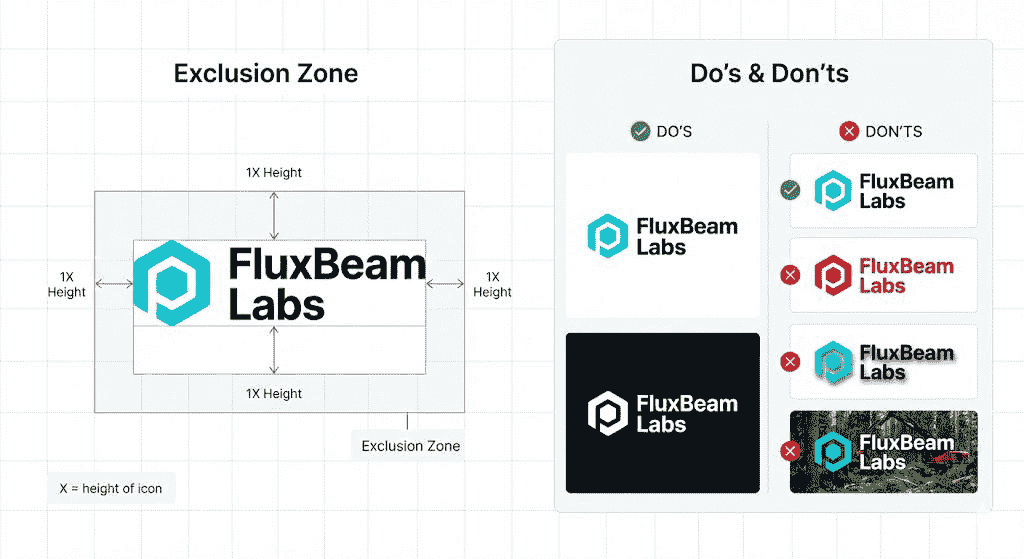 Exclusion Zone
1X Height
1X
Height
FluxBeam
Labs
1X
Height
1X Height
Exclusion Zone
X = height of icon
Do’s & Don’ts
DO’S
FluxBeam
Labs
FluxBeam
Labs
DON’TS
FluxBeam
Labs
FluxBeam
Labs
FluxBeam
Labs
FluxBeam
Labs